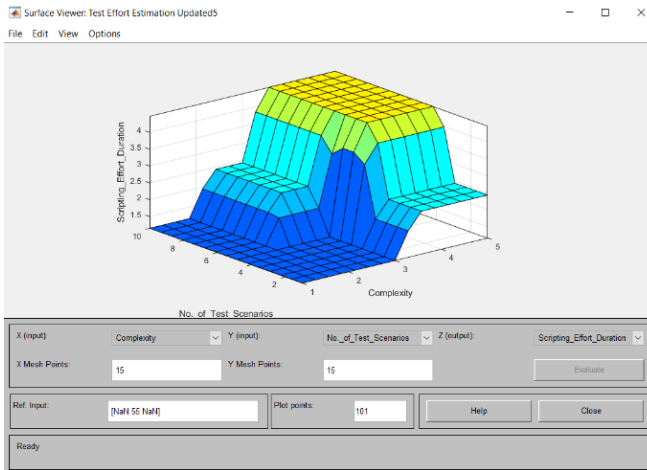 Surface Viewer: Test Effort Estimation Updated5
File Edit View Options
Scripting_Effort_Duration
4
3.5
3
2.5
2
1.5
10
8
6
4
2
1
2
3
4
5
Complexity
No._of_Test_Scenarios
X (input): Complexity Y (input): No._of_Test_Scenarios Z (output): Scripting_Effort_Duration
X Mesh Points: 15 Y Mesh Points: 15 Evaluate
Ref. Input: [NaN 55 NaN] Plot points: 101 Help Close
Ready